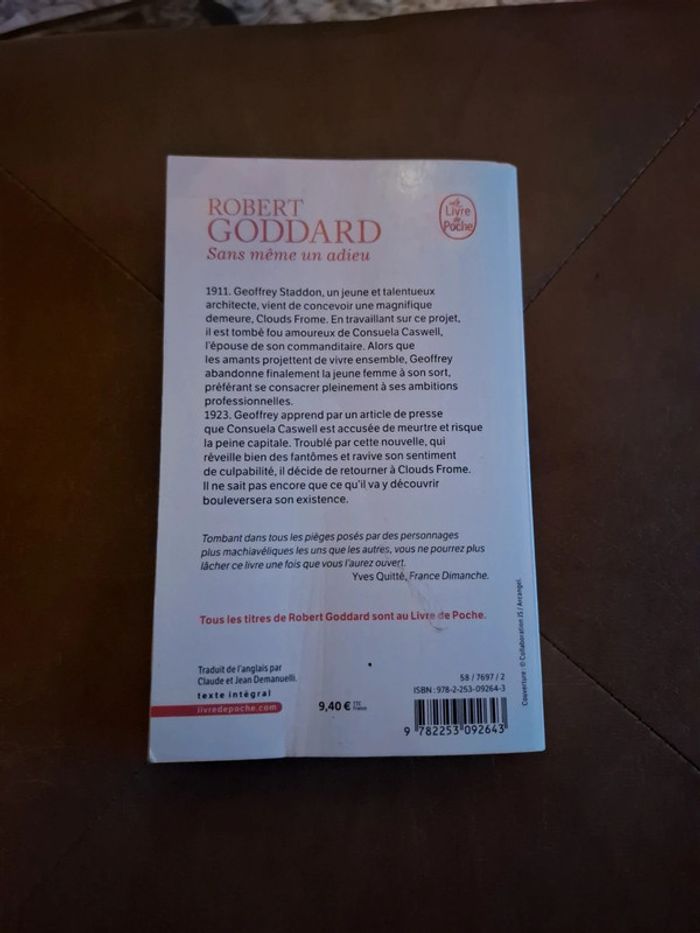 ROBERT
GODDARD
Sans même un adieu
Le
Livre
de
Poche
1911. Geoffrey Staddon, un jeune et talentueux
architecte, vient de concevoir une magnifique
demeure, Clouds Frome. En travaillant sur ce projet,
il est tombé fou amoureux de Consuela Caswell,
l'épouse de son commanditaire. Alors que
les amants projettent de vivre ensemble, Geoffrey
abandonne finalement la jeune femme à son sort,
préférant se consacrer pleinement à ses ambitions
professionnelles.
1923. Geoffrey apprend par un article de presse
que Consuela Caswell est accusée de meurtre et risque
la peine capitale. Troublé par cette nouvelle, qui
réveille bien des fantômes et ravive son sentiment
de culpabilité, il décide de retourner à Clouds Frome.
Il ne sait pas encore que ce qu'il va y découvrir
bouleversera son existence.
Tombant dans tous les pièges posés par des personnages
plus machiavéliques les uns que les autres, vous ne pourrez plus
lâcher ce livre une fois que vous l'aurez ouvert.
Yves Quitté, France Dimanche.
Tous les titres de Robert Goddard sont au Livre de Poche.
Traduit de l'anglais par
Claude et Jean Demanuelli.
texte intégral
livredepoche.com
9,40 € TTC
France
58 / 7697 / 2
ISBN : 978-2-253-09264-3
9 782253 092643
Couverture : © Collaboration JS / Arcangel.